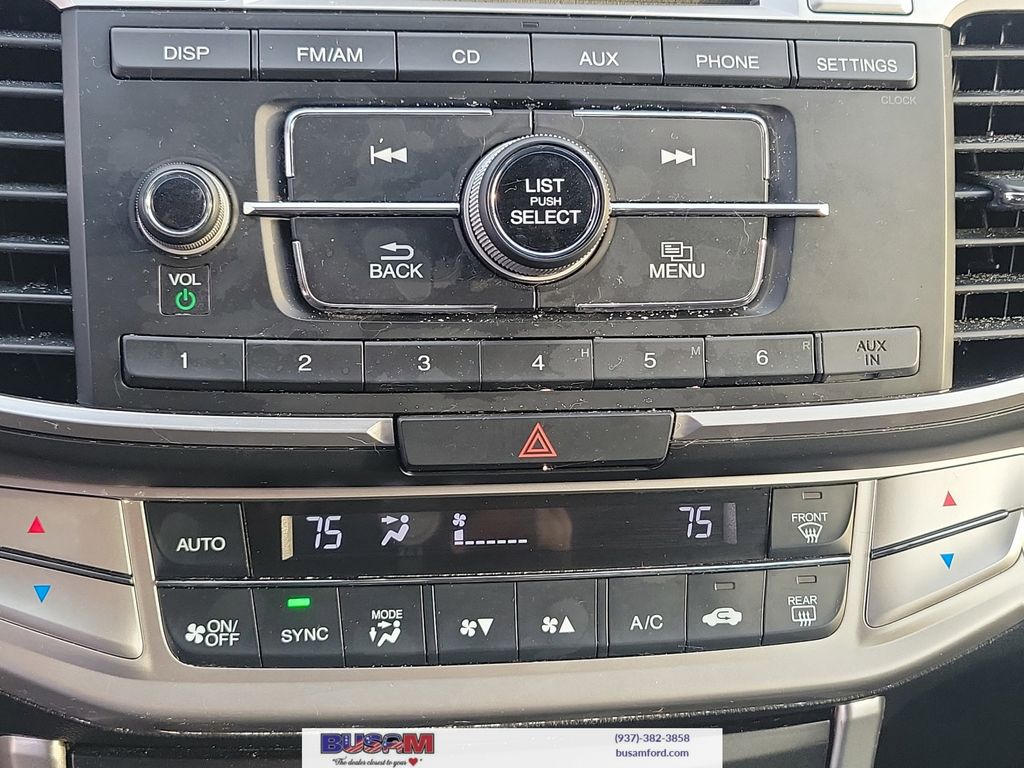 DISP FM/AM CD AUX PHONE SETTINGS
CLOCK
LIST
PUSH
SELECT
VOL
BACK
MENU
1 2 3 4 H 5 M 6 R AUX
IN
AUTO 75 75 FRONT
ON/
OFF
SYNC
MODE
A/C
REAR
BUSAM
"The dealer closest to your
(937)-382-3858
busamford.com